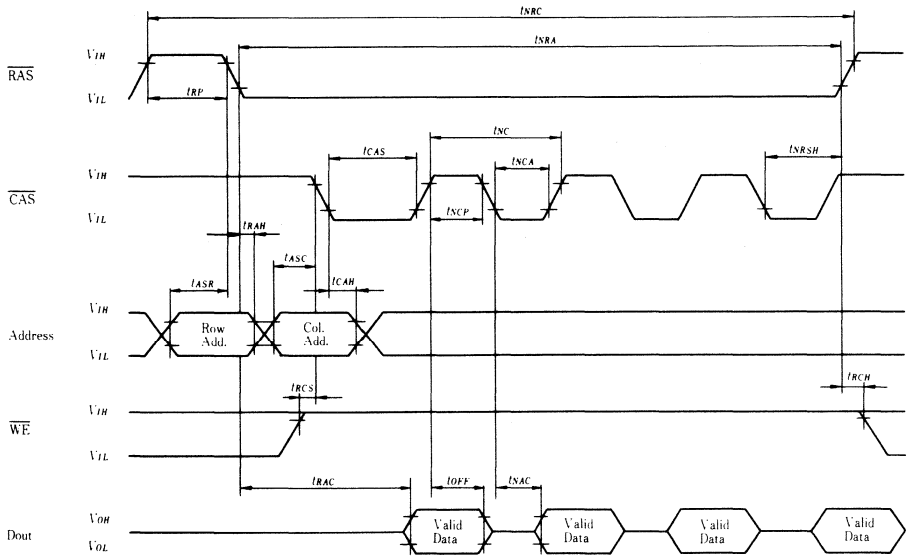 tNRC
tNRA
VIH
RAS
VIL
tRP
tNC
tCAS
tNCA
tNRSH
VIH
CAS
VIL
tNCP
tRAH
tASC
tASR
tCAH
VIH
Address
Row Add.
Col. Add.
VIL
tRCS
tRCH
VIH
WE
VIL
tRAC
tOFF
tNAC
VOH
Dout
Valid Data
Valid Data
Valid Data
Valid Data
VOL